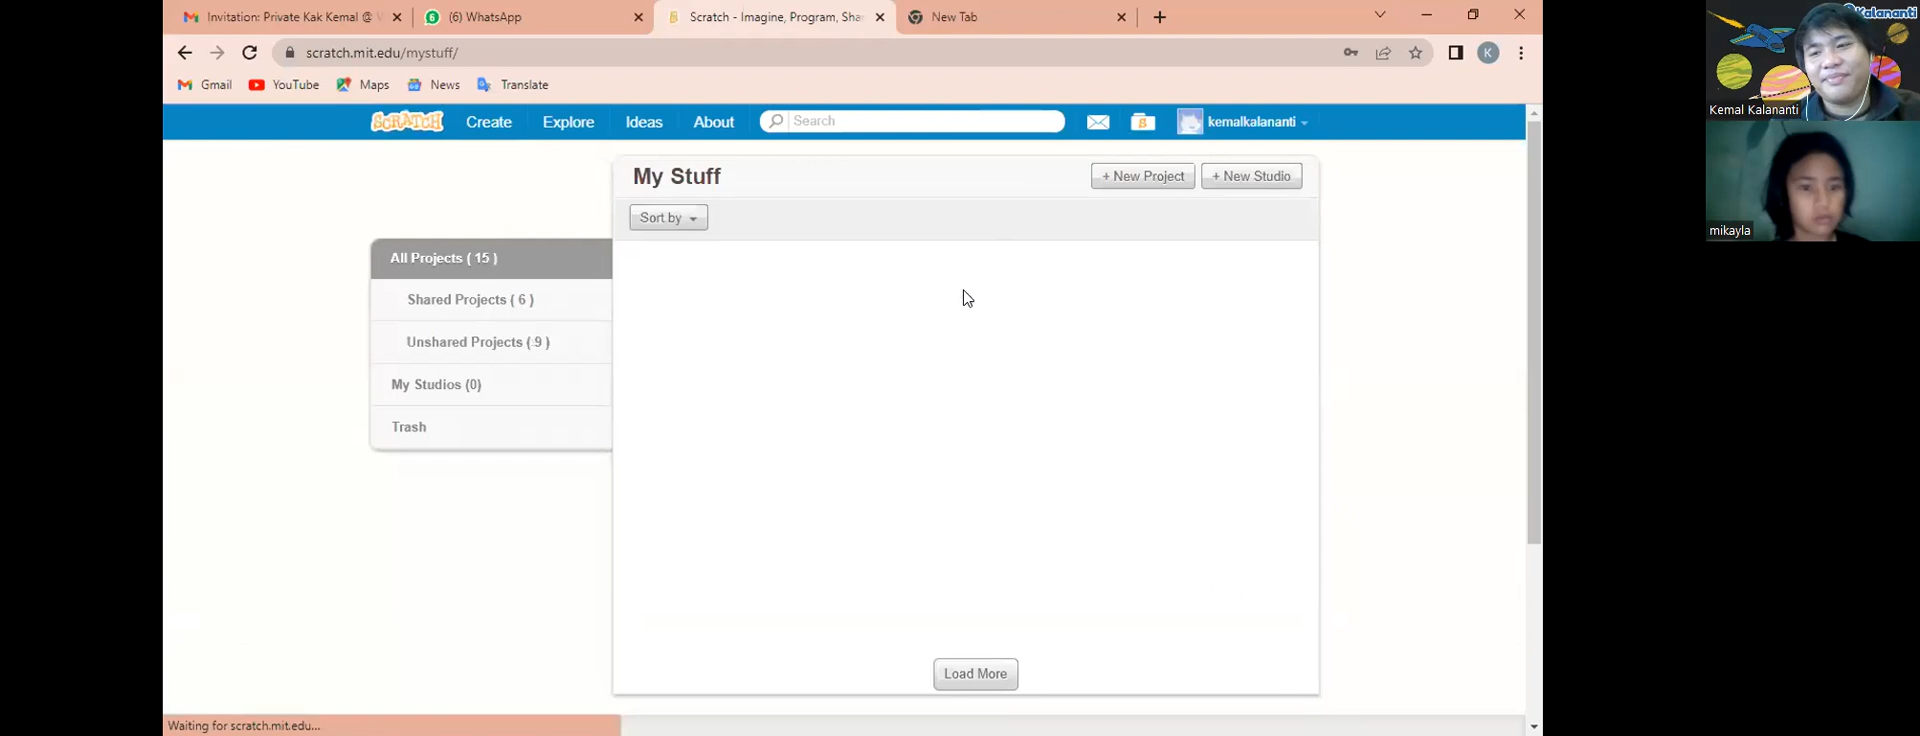 Invitation: Private Kak Kemal @
(6) WhatsApp
Scratch - Imagine, Program, Sha
New Tab
scratch.mit.edu/mystuff/
K
Gmail
YouTube
Maps
News
Translate
SCRATCH
Create
Explore
Ideas
About
Search
kemalkalananti
My Stuff
+ New Project
+ New Studio
Sort by
All Projects ( 15 )
Shared Projects ( 6 )
Unshared Projects ( 9 )
My Studios (0)
Trash
Load More
Waiting for scratch.mit.edu...
Kalananti
Kemal Kalananti
mikayla